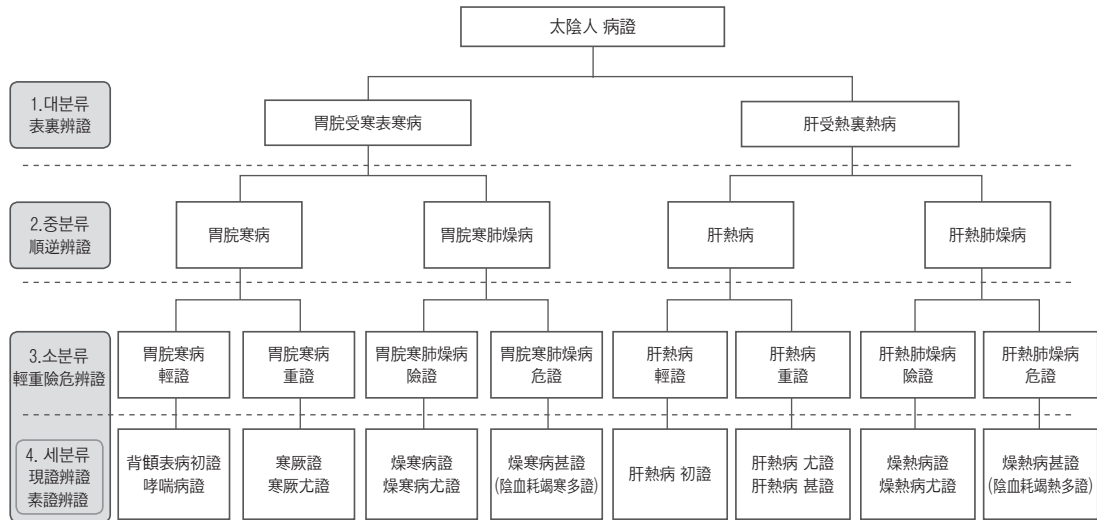 太陰人 病證
1.대분류
表裏辨證
胃脘受寒表寒病
肝受熱裏熱病
2.중분류
順逆辨證
胃脘寒病
胃脘寒肺燥病
肝熱病
肝熱肺燥病
3.소분류
輕重險危辨證
胃脘寒病
輕證
胃脘寒病
重證
胃脘寒肺燥病
險證
胃脘寒肺燥病
危證
肝熱病
輕證
肝熱病
重證
肝熱肺燥病
險證
肝熱肺燥病
危證
4. 세분류
現證辨證
素證辨證
背顀表病初證
哮喘病證
寒厥證
寒厥尤證
燥寒病證
燥寒病尤證
燥寒病甚證
(陰血耗竭寒多證)
肝熱病 初證
肝熱病 尤證
肝熱病 甚證
燥熱病證
燥熱病尤證
燥熱病甚證
(陰血耗竭熱多證)